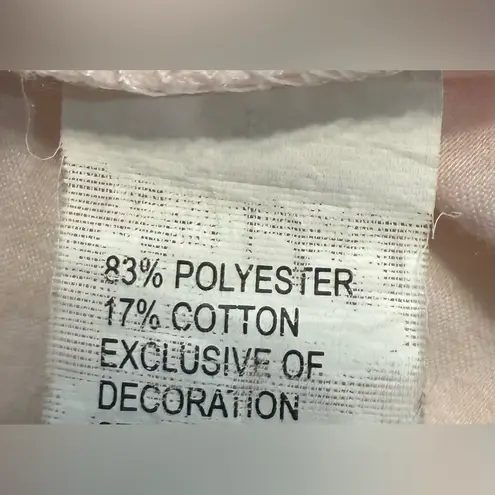 83% POLYESTER
17% COTTON
EXCLUSIVE OF
DECORATION